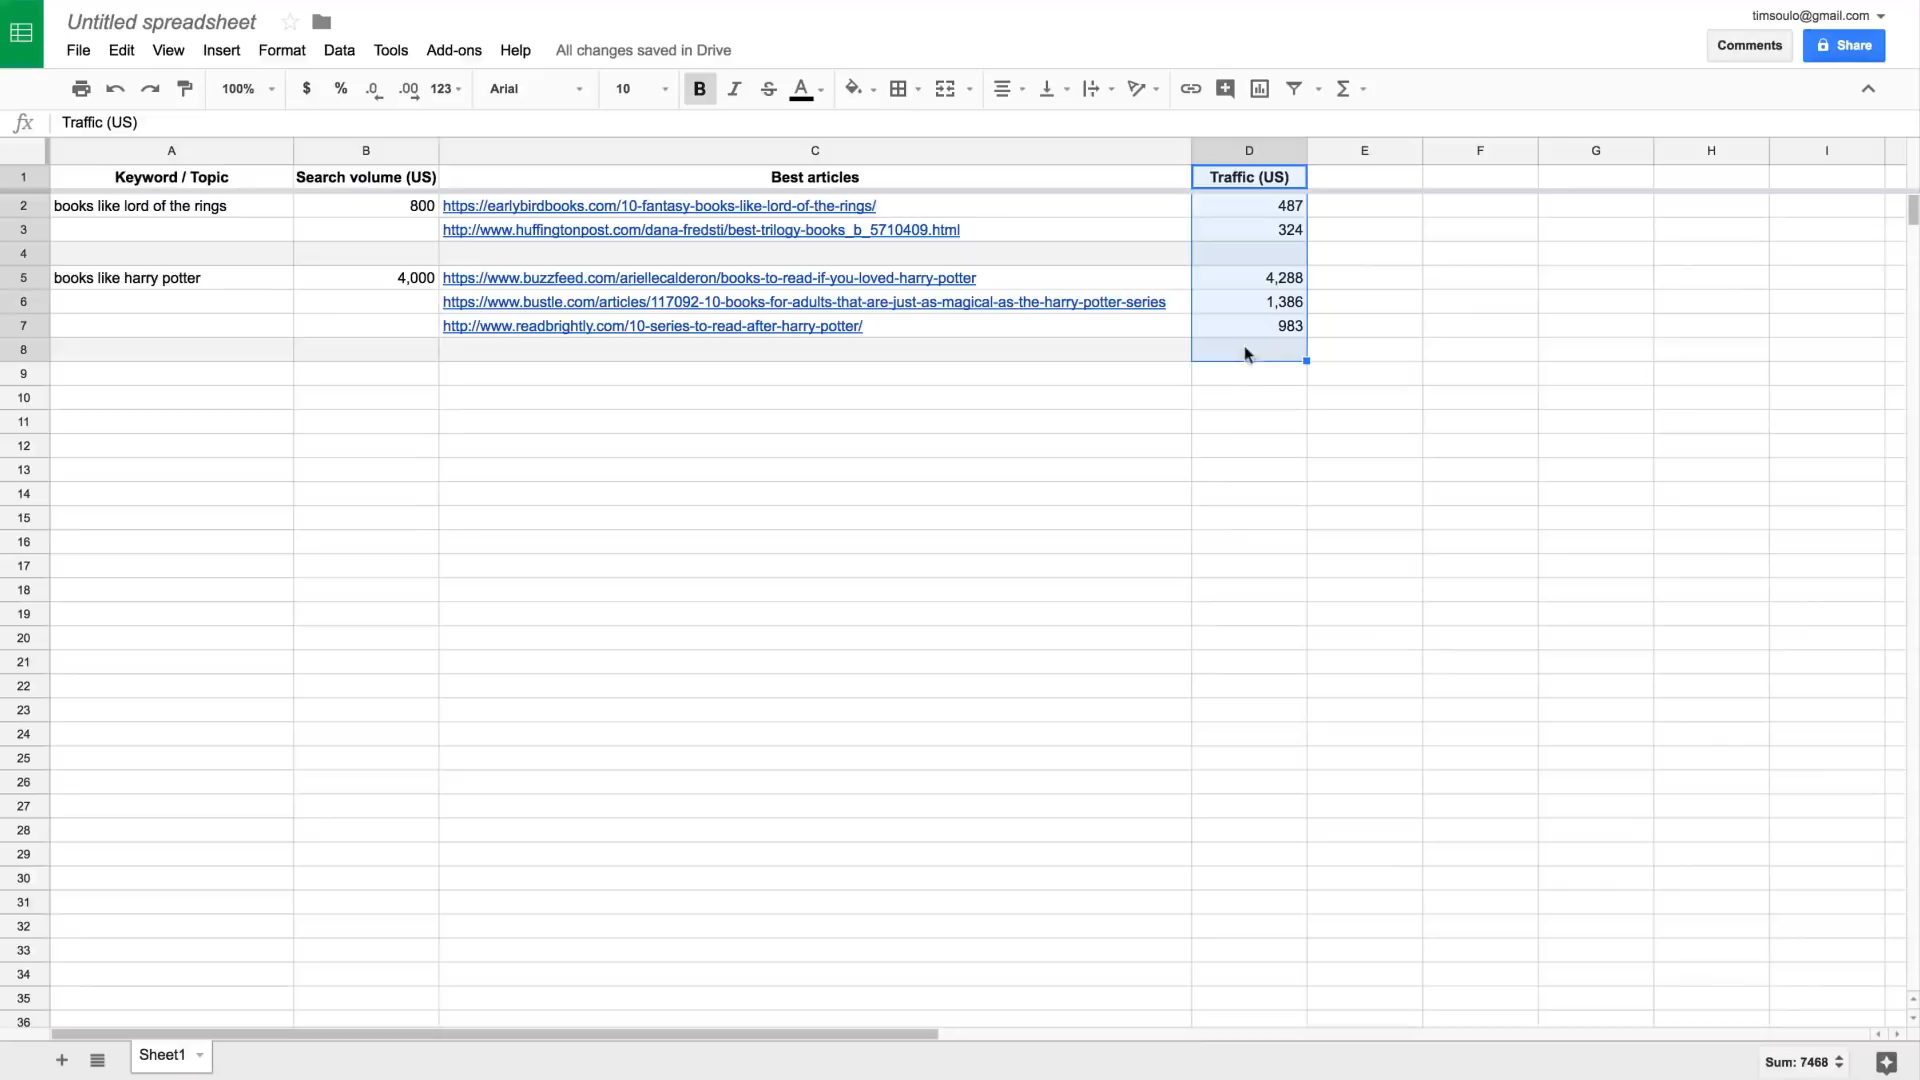 Untitled spreadsheet
timsoulo@gmail.com
File Edit View Insert Format Data Tools Add-ons Help All changes saved in Drive
Comments Share
100% $ % .0 .00 123 Arial 10 B I S A Σ
fx Traffic (US)
A B C D E F G H I
1 Keyword / Topic Search volume (US) Best articles Traffic (US)
2 books like lord of the rings 800 https://earlybirdbooks.com/10-fantasy-books-like-lord-of-the-rings/ 487
3 http://www.huffingtonpost.com/dana-fredsti/best-trilogy-books_b_5710409.html 324
4
5 books like harry potter 4,000 https://www.buzzfeed.com/ariellecalderon/books-to-read-if-you-loved-harry-potter 4,288
6 https://www.bustle.com/articles/117092-10-books-for-adults-that-are-just-as-magical-as-the-harry-potter-series 1,386
7 http://www.readbrightly.com/10-series-to-read-after-harry-potter/ 983
8
9
10
11
12
13
14
15
16
17
18
19
20
21
22
23
24
25
26
27
28
29
30
31
32
33
34
35
36
+ Sheet1 Sum: 7468